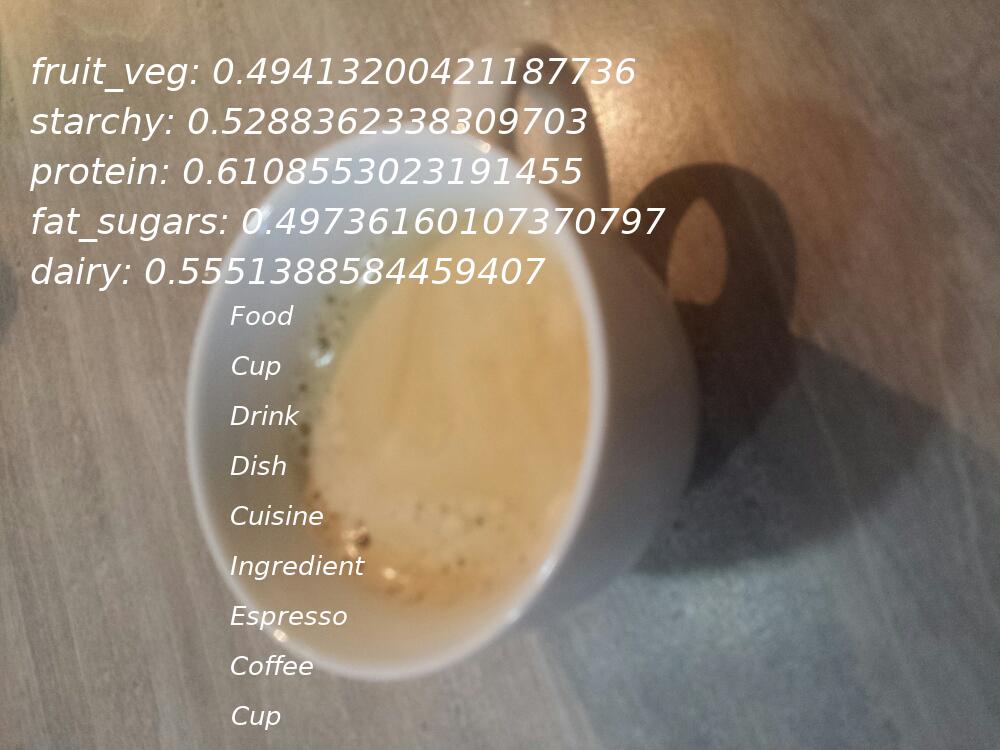 fruit_veg: 0.49413200421187736
starchy: 0.5288362338309703
protein: 0.6108553023191455
fat_sugars: 0.49736160107370797
dairy: 0.5551388584459407
Food
Cup
Drink
Dish
Cuisine
Ingredient
Espresso
Coffee
Cup